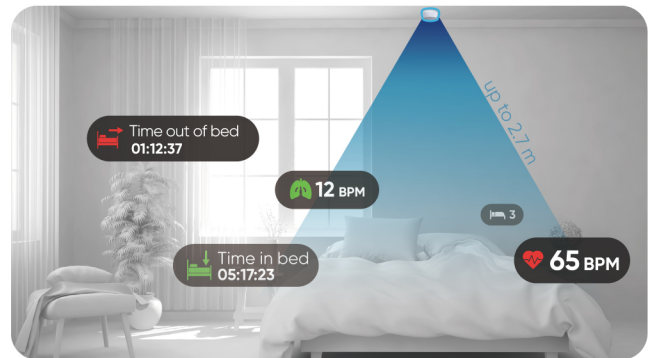 up to 2.7 m
Time out of bed
01:12:37
12 BPM
3
Time in bed
05:17:23
65 BPM